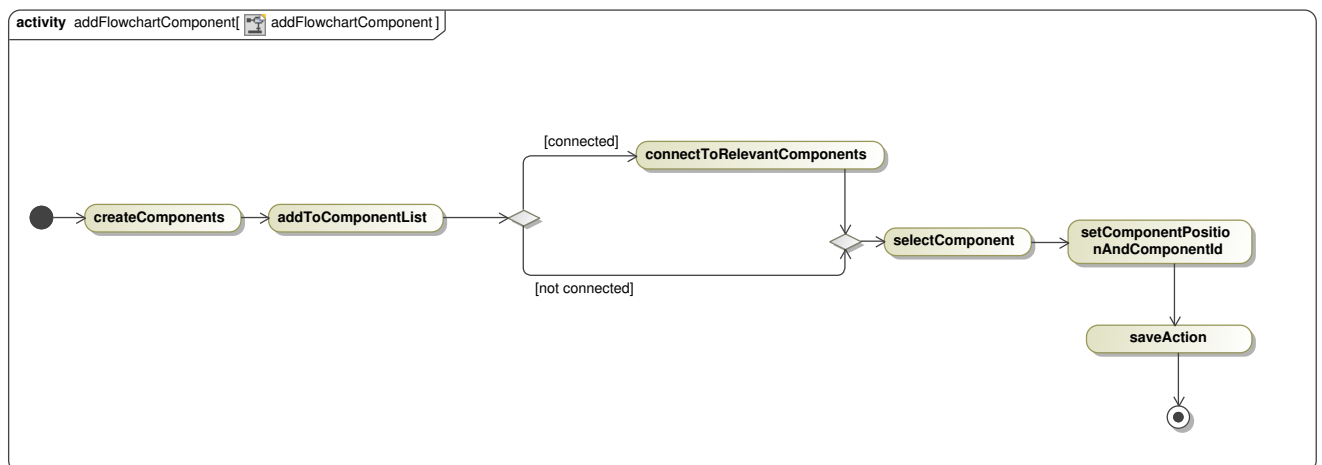 activity addFlowchartComponent[ addFlowchartComponent ]
[connected]
connectToRelevantComponents
createComponents
addToComponentList
selectComponent
setComponentPositio
nAndComponentId
[not connected]
saveAction